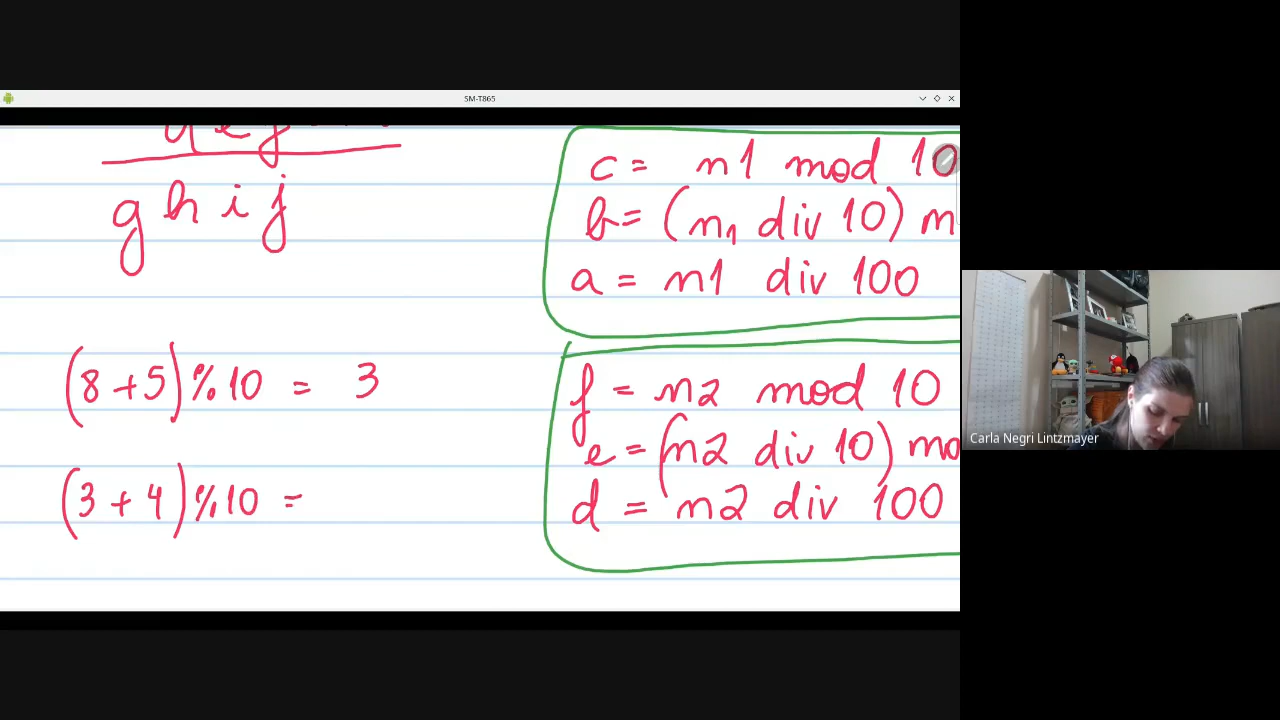 SM-T865
d e f
g h i j
(8 + 5) % 10 = 3
(3 + 4) % 10 =
c = n1 mod 10
b = (n1 div 10) m
a = n1 div 100
f = n2 mod 10
e = (n2 div 10) mo
d = n2 div 100
Carla Negri Lintzmayer